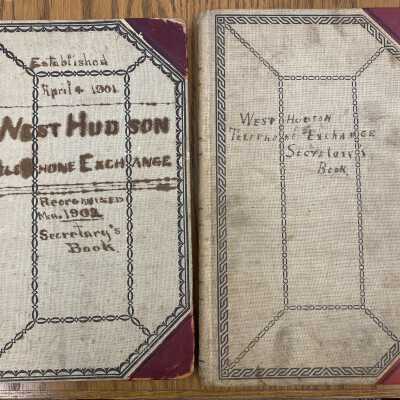 Established
April 4 1901
WEST HUDSON
TELEPHONE EXCHANGE
REORGANIZED
1902
Secretary's
Book
WEST HUDSON
TELEPHONE EXCHANGE
SECRETARY'S
BOOK